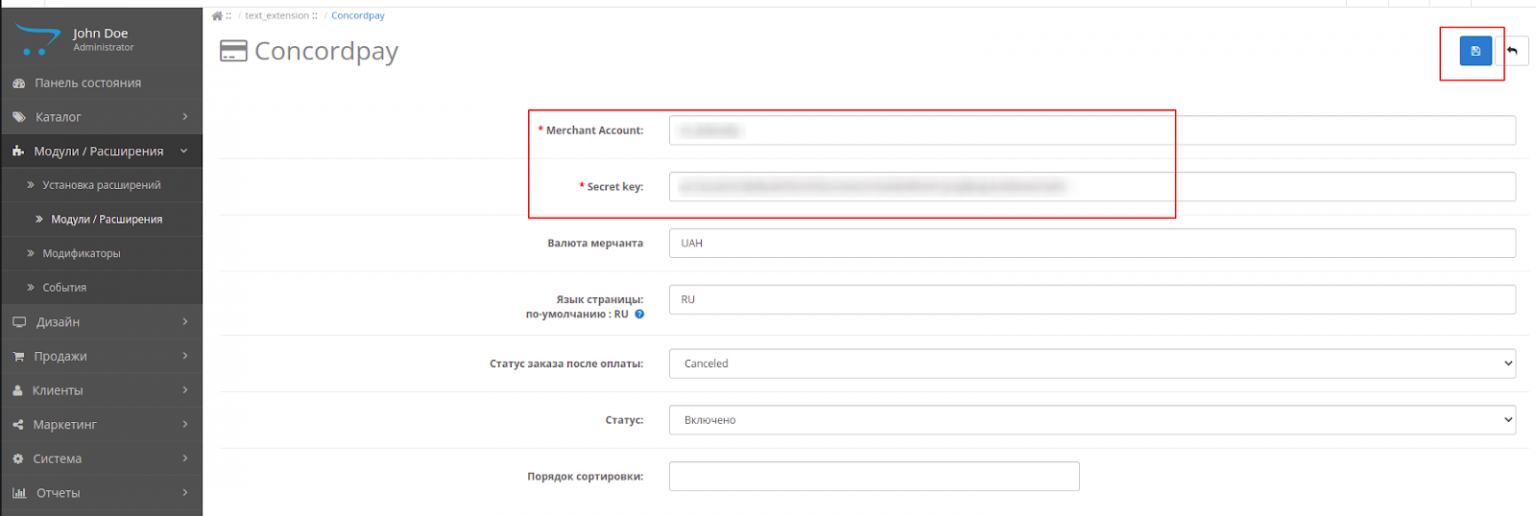 :: / text_extension :: / Concordpay
John Doe
Administrator
Concordpay
Панель состояния
Каталог
Модули / Расширения
Установка расширений
Модули / Расширения
Модификаторы
События
Дизайн
Продажи
Клиенты
Маркетинг
Система
Отчеты
* Merchant Account:
* Secret key:
Валюта мерчанта
UAH
Язык страницы:
по-умолчанию : RU ?
RU
Статус заказа после оплаты:
Canceled
Статус:
Включено
Порядок сортировки: